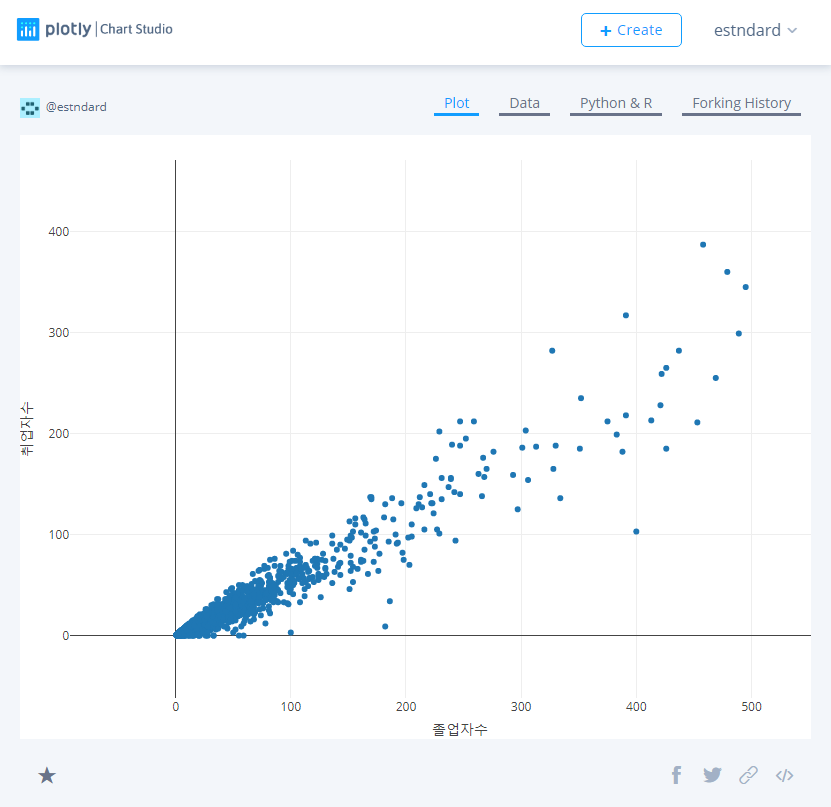 plotly | Chart Studio
+ Create
estndard
@estndard
Plot
Data
Python & R
Forking History
400
300
200
100
0
취업자수
0
100
200
300
400
500
졸업자수